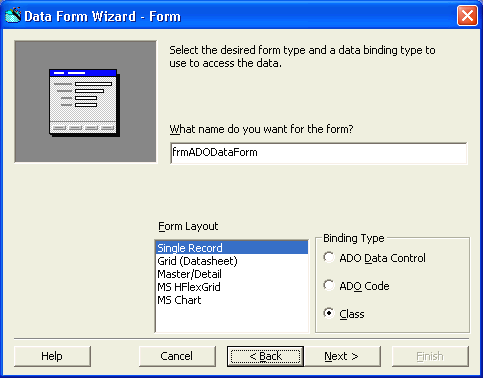 Data Form Wizard - Form
Select the desired form type and a data binding type to
use to access the data.
What name do you want for the form?
frmADODataForm
Form Layout
Single Record
Grid (Datasheet)
Master/Detail
MS HFlexGrid
MS Chart
Binding Type
ADO Data Control
ADO Code
Class
Help
Cancel
< Back
Next >
Finish